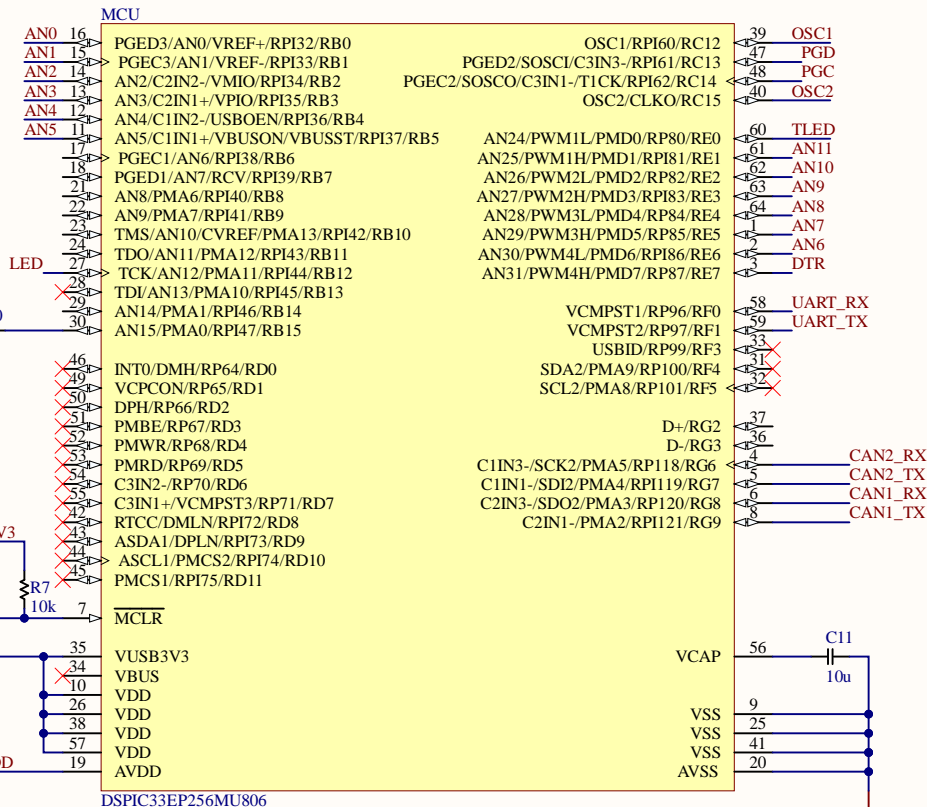 MCU
AN0 16 PGED3/AN0/VREF+/RPI32/RB0
AN1 15 PGEC3/AN1/VREF-/RPI33/RB1
AN2 14 AN2/C2IN2-/VMIO/RPI34/RB2
AN3 13 AN3/C2IN1+/VPIO/RPI35/RB3
AN4 12 AN4/C1IN2-/USBOEN/RPI36/RB4
AN5 11 AN5/C1IN1+/VBUSON/VBUSST/RPI37/RB5
17 PGEC1/AN6/RPI38/RB6
18 PGED1/AN7/RCV/RPI39/RB7
21 AN8/PMA6/RPI40/RB8
22 AN9/PMA7/RPI41/RB9
23 TMS/AN10/CVREF/PMA13/RPI42/RB10
24 TDO/AN11/PMA12/RPI43/RB11
LED 27 TCK/AN12/PMA11/RPI44/RB12
28 TDI/AN13/PMA10/RPI45/RB13
29 AN14/PMA1/RPI46/RB14
30 AN15/PMA0/RPI47/RB15
46 INT0/DMH/RP64/RD0
49 VCPCON/RP65/RD1
50 DPH/RP66/RD2
51 PMBE/RP67/RD3
52 PMWR/RP68/RD4
53 PMRD/RP69/RD5
54 C3IN2-/RP70/RD6
55 C3IN1+/VCMPST3/RP71/RD7
42 RTCC/DMLN/RPI72/RD8
43 ASDA1/DPLN/RPI73/RD9
44 ASCL1/PMCS2/RPI74/RD10
45 PMCS1/RPI75/RD11
V3
R7
10k
7 MCLR
35 VUSB3V3
34 VBUS
10 VDD
26 VDD
38 VDD
57 VDD
D 19 AVDD
OSC1/RPI60/RC12 39 OSC1
PGED2/SOSCI/C3IN3-/RPI61/RC13 47 PGD
PGEC2/SOSCO/C3IN1-/T1CK/RPI62/RC14 48 PGC
OSC2/CLKO/RC15 40 OSC2
AN24/PWM1L/PMD0/RP80/RE0 60 TLED
AN25/PWM1H/PMD1/RPI81/RE1 61 AN11
AN26/PWM2L/PMD2/RP82/RE2 62 AN10
AN27/PWM2H/PMD3/RPI83/RE3 63 AN9
AN28/PWM3L/PMD4/RP84/RE4 64 AN8
AN29/PWM3H/PMD5/RP85/RE5 1 AN7
AN30/PWM4L/PMD6/RPI86/RE6 2 AN6
AN31/PWM4H/PMD7/RP87/RE7 3 DTR
VCMPST1/RP96/RF0 58 UART_RX
VCMPST2/RP97/RF1 59 UART_TX
USBID/RP99/RF3 33
SDA2/PMA9/RP100/RF4 31
SCL2/PMA8/RP101/RF5 32
D+/RG2 37
D-/RG3 36
C1IN3-/SCK2/PMA5/RP118/RG6 4 CAN2_RX
C1IN1-/SDI2/PMA4/RPI119/RG7 5 CAN2_TX
C2IN3-/SDO2/PMA3/RP120/RG8 6 CAN1_RX
C2IN1-/PMA2/RPI121/RG9 8 CAN1_TX
VCAP 56
C11
10u
VSS 9
VSS 25
VSS 41
AVSS 20
DSPIC33EP256MU806